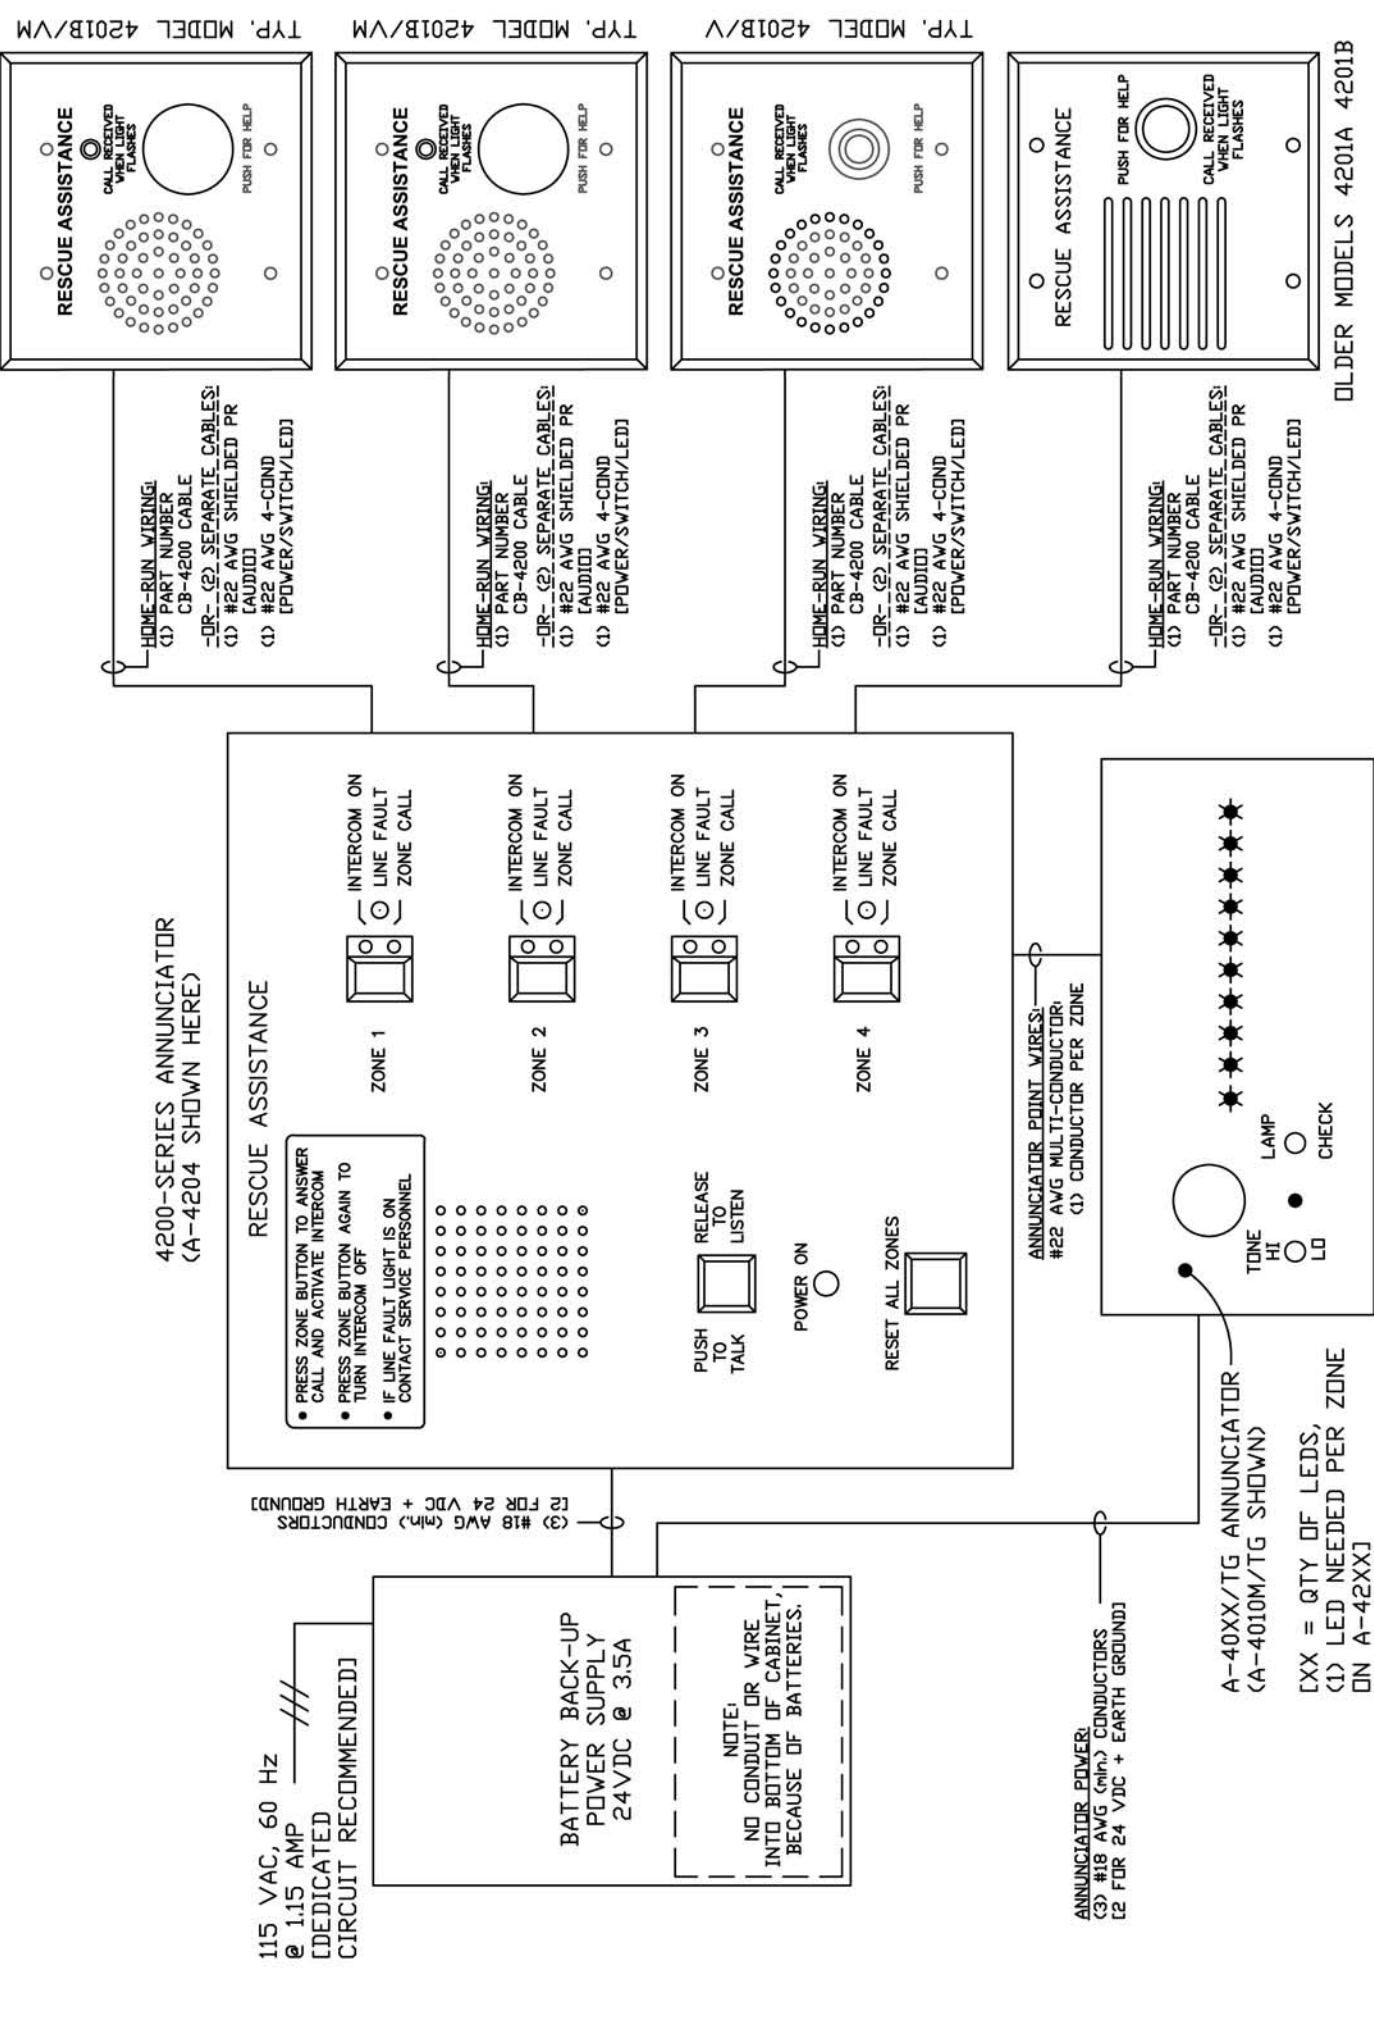 115 VAC, 60 Hz
@ 1.15 AMP
[DEDICATED
CIRCUIT RECOMMENDED]
BATTERY BACK-UP
POWER SUPPLY
24VDC @ 3.5A
NOTE:
NO CONDUIT OR WIRE
INTO BOTTOM OF CABINET,
BECAUSE OF BATTERIES.
(3) #18 AWG (min.) CONDUCTORS
[2 FOR 24 VDC + EARTH GROUND]
ANNUNCIATOR POWER:
(3) #18 AWG (min.) CONDUCTORS
[2 FOR 24 VDC + EARTH GROUND]
4200-SERIES ANNUNCIATOR
(A-4204 SHOWN HERE)
RESCUE ASSISTANCE
● PRESS ZONE BUTTON TO ANSWER
CALL AND ACTIVATE INTERCOM
● PRESS ZONE BUTTON AGAIN TO
TURN INTERCOM OFF
● IF LINE FAULT LIGHT IS ON
CONTACT SERVICE PERSONNEL
PUSH
TO
TALK
RELEASE
TO
LISTEN
POWER ON
RESET ALL ZONES
ZONE 1
INTERCOM ON
LINE FAULT
ZONE CALL
ZONE 2
INTERCOM ON
LINE FAULT
ZONE CALL
ZONE 3
INTERCOM ON
LINE FAULT
ZONE CALL
ZONE 4
INTERCOM ON
LINE FAULT
ZONE CALL
ANNUNCIATOR POINT WIRES:
#22 AWG MULTI-CONDUCTOR:
(1) CONDUCTOR PER ZONE
A-40XX/TG ANNUNCIATOR
(A-4010M/TG SHOWN)
[XX = QTY OF LEDS,
(1) LED NEEDED PER ZONE
ON A-42XX]
TONE
HI
LO
LAMP
CHECK
HOME-RUN WIRING:
(1) PART NUMBER
CB-4200 CABLE
-OR- (2) SEPARATE CABLES:
(1) #22 AWG SHIELDED PR
[AUDIO]
(1) #22 AWG 4-COND
[POWER/SWITCH/LED]
RESCUE ASSISTANCE
CALL RECEIVED
WHEN LIGHT
FLASHES
PUSH FOR HELP
TYP. MODEL 4201B/VM
HOME-RUN WIRING:
(1) PART NUMBER
CB-4200 CABLE
-OR- (2) SEPARATE CABLES:
(1) #22 AWG SHIELDED PR
[AUDIO]
(1) #22 AWG 4-COND
[POWER/SWITCH/LED]
RESCUE ASSISTANCE
CALL RECEIVED
WHEN LIGHT
FLASHES
PUSH FOR HELP
TYP. MODEL 4201B/VM
HOME-RUN WIRING:
(1) PART NUMBER
CB-4200 CABLE
-OR- (2) SEPARATE CABLES:
(1) #22 AWG SHIELDED PR
[AUDIO]
(1) #22 AWG 4-COND
[POWER/SWITCH/LED]
RESCUE ASSISTANCE
CALL RECEIVED
WHEN LIGHT
FLASHES
PUSH FOR HELP
TYP. MODEL 4201B/V
HOME-RUN WIRING:
(1) PART NUMBER
CB-4200 CABLE
-OR- (2) SEPARATE CABLES:
(1) #22 AWG SHIELDED PR
[AUDIO]
(1) #22 AWG 4-COND
[POWER/SWITCH/LED]
RESCUE ASSISTANCE
PUSH FOR HELP
CALL RECEIVED
WHEN LIGHT
FLASHES
OLDER MODELS 4201A 4201B